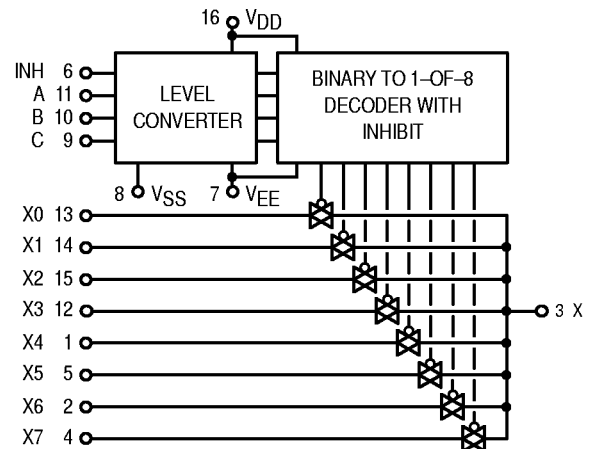 16 VDD
INH 6
A 11
B 10
C 9
LEVEL
CONVERTER
BINARY TO 1–OF–8
DECODER WITH
INHIBIT
8 VSS
7 VEE
X0 13
X1 14
X2 15
X3 12
3 X
X4 1
X5 5
X6 2
X7 4